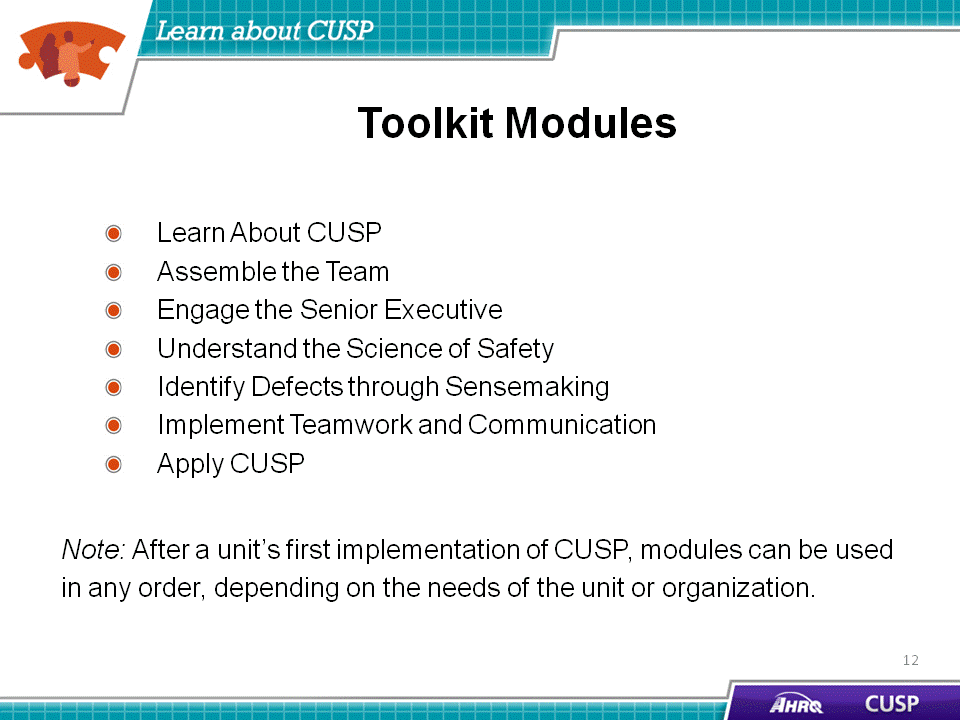 Learn about CUSP
Toolkit Modules
Learn About CUSP
Assemble the Team
Engage the Senior Executive
Understand the Science of Safety
Identify Defects through Sensemaking
Implement Teamwork and Communication
Apply CUSP
Note: After a unit's first implementation of CUSP, modules can be used
in any order, depending on the needs of the unit or organization.
12
AHRQ CUSP